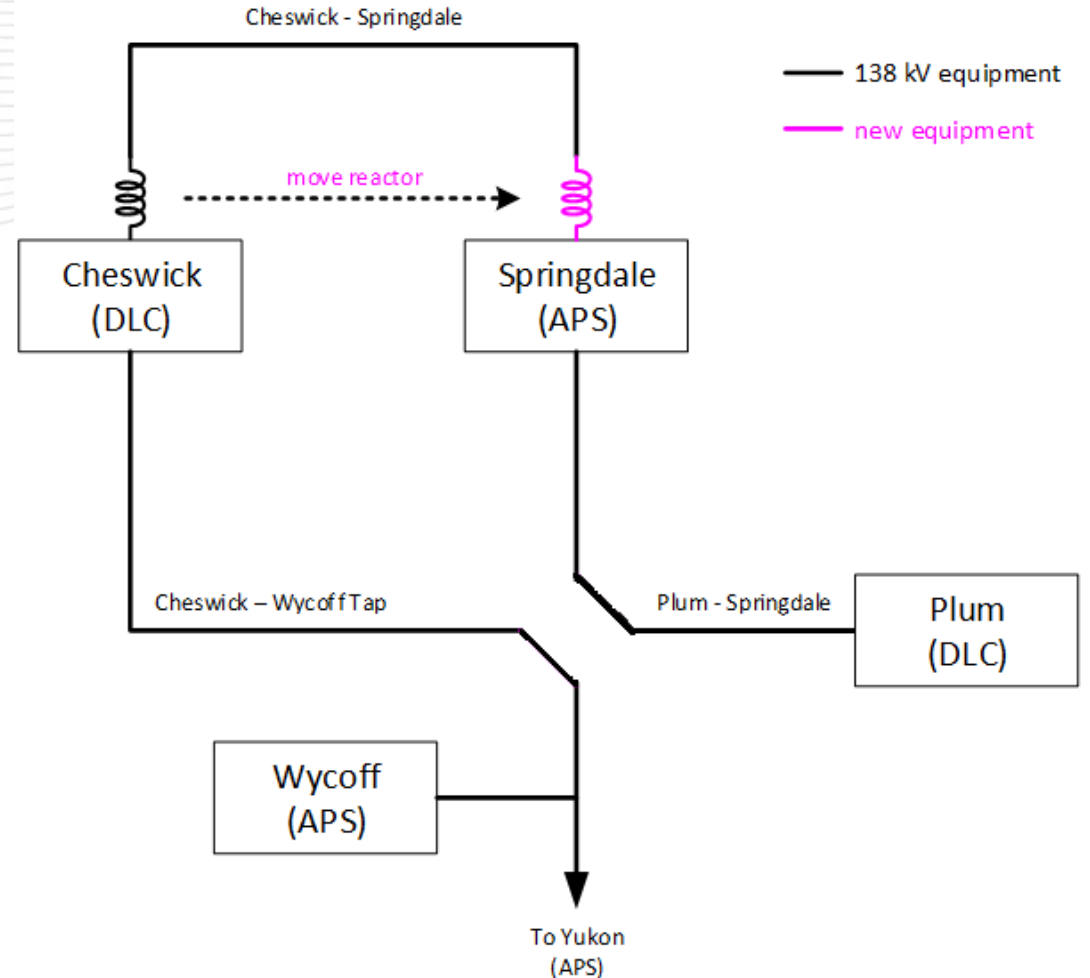 Cheswick - Springdale
138 kV equipment
new equipment
move reactor
Cheswick
(DLC)
Springdale
(APS)
Cheswick – Wycoff Tap
Plum - Springdale
Plum
(DLC)
Wycoff
(APS)
To Yukon
(APS)